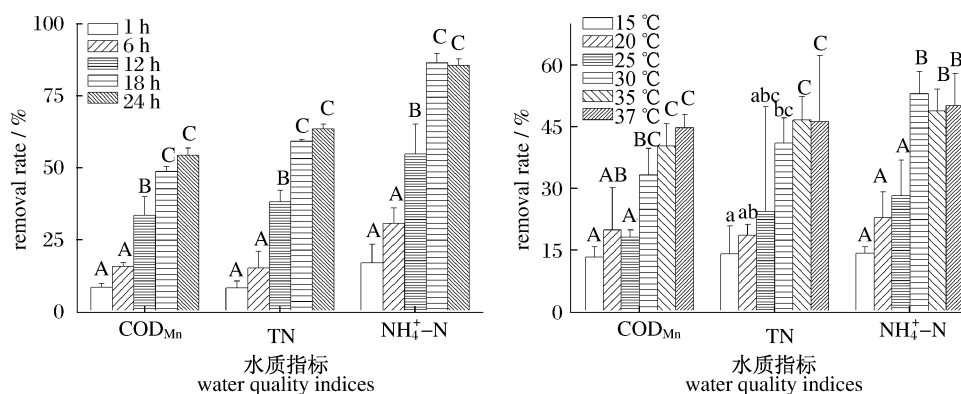 100
75
50
25
0
removal rate / %
1 h
6 h
12 h
18 h
24 h
A
A
B
C
C
A
A
B
C
C
A
A
B
C
C
COD_Mn
TN
NH₄⁺−N
水质指标
water quality indices
60
45
30
15
0
removal rate / %
15 ℃
20 ℃
25 ℃
30 ℃
35 ℃
37 ℃
A
AB
A
BC
C
C
a
ab
abc
bc
C
C
A
A
A
B
B
B
COD_Mn
TN
NH₄⁺−N
水质指标
water quality indices